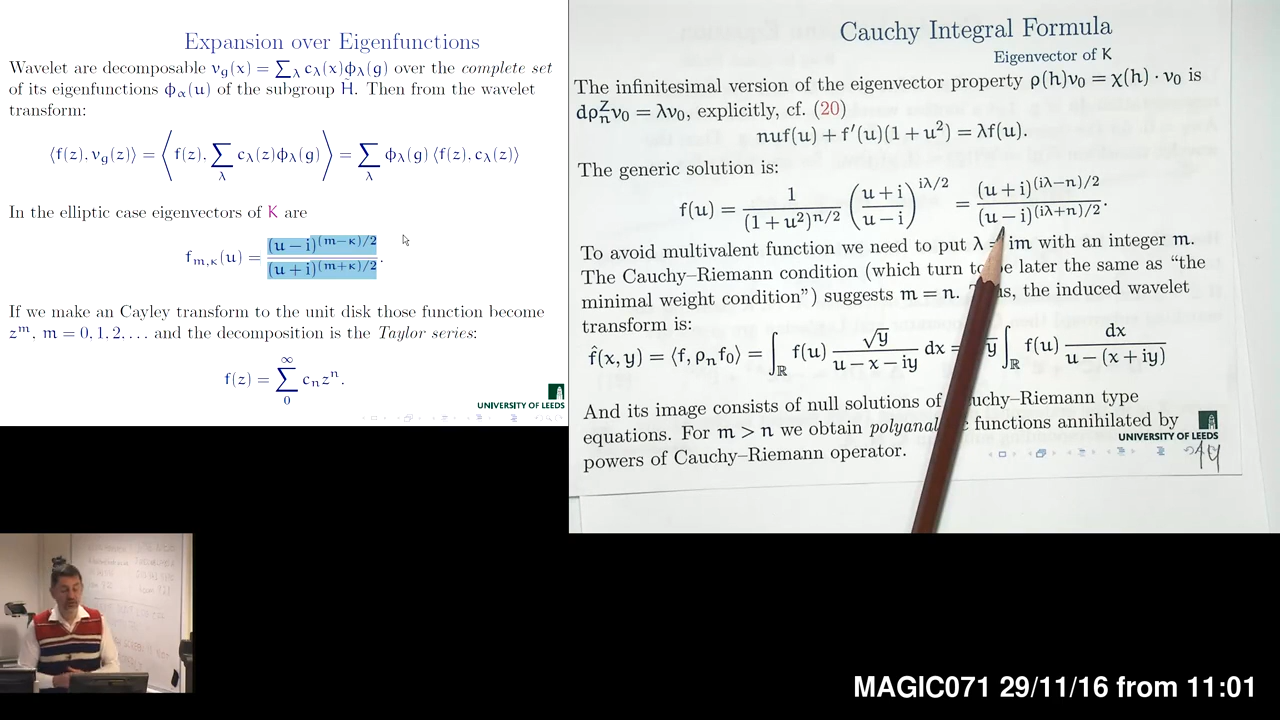 Expansion over Eigenfunctions
Wavelet are decomposable v_g(x) = ∑_λ c_λ(x)ϕ_λ(g) over the complete set
of its eigenfunctions ϕ_α(u) of the subgroup H̃. Then from the wavelet
transform:
⟨f(z), v_g(z)⟩ = ⟨f(z), ∑_λ c_λ(z)ϕ_λ(g)⟩ = ∑_λ ϕ_λ(g) ⟨f(z), c_λ(z)⟩
In the elliptic case eigenvectors of K are
f_{m,κ}(u) = (u − i)^{(m−κ)/2} / (u + i)^{(m+κ)/2}.
If we make an Cayley transform to the unit disk those function become
z^m, m = 0, 1, 2, . . . and the decomposition is the Taylor series:
f(z) = ∑_0^∞ c_n z^n.
UNIVERSITY OF LEEDS
Cauchy Integral Formula
Eigenvector of K
The infinitesimal version of the eigenvector property ρ(h)v_0 = χ(h) · v_0 is
dρ_n^Z v_0 = λv_0, explicitly, cf. (20)
nuf(u) + f′(u)(1 + u^2) = λf(u).
The generic solution is:
f(u) = 1 / (1 + u^2)^{n/2} ((u + i)/(u − i))^{iλ/2} = (u + i)^{(iλ−n)/2} / (u − i)^{(iλ+n)/2}.
To avoid multivalent function we need to put λ = im with an integer m.
The Cauchy–Riemann condition (which turn to be later the same as “the
minimal weight condition”) suggests m = n. , the induced wavelet
transform is:
f̂(x, y) = ⟨f, ρ_n f_0⟩ = ∫_ℝ f(u) √y / (u − x − iy) dx = y ∫_ℝ f(u) dx / (u − (x + iy))
And its image consists of null solutions of Cauchy–Riemann type
equations. For m > n we obtain polyanalytic functions annihilated by
powers of Cauchy–Riemann operator.
UNIVERSITY OF LEEDS
14
MAGIC071 29/11/16 from 11:01